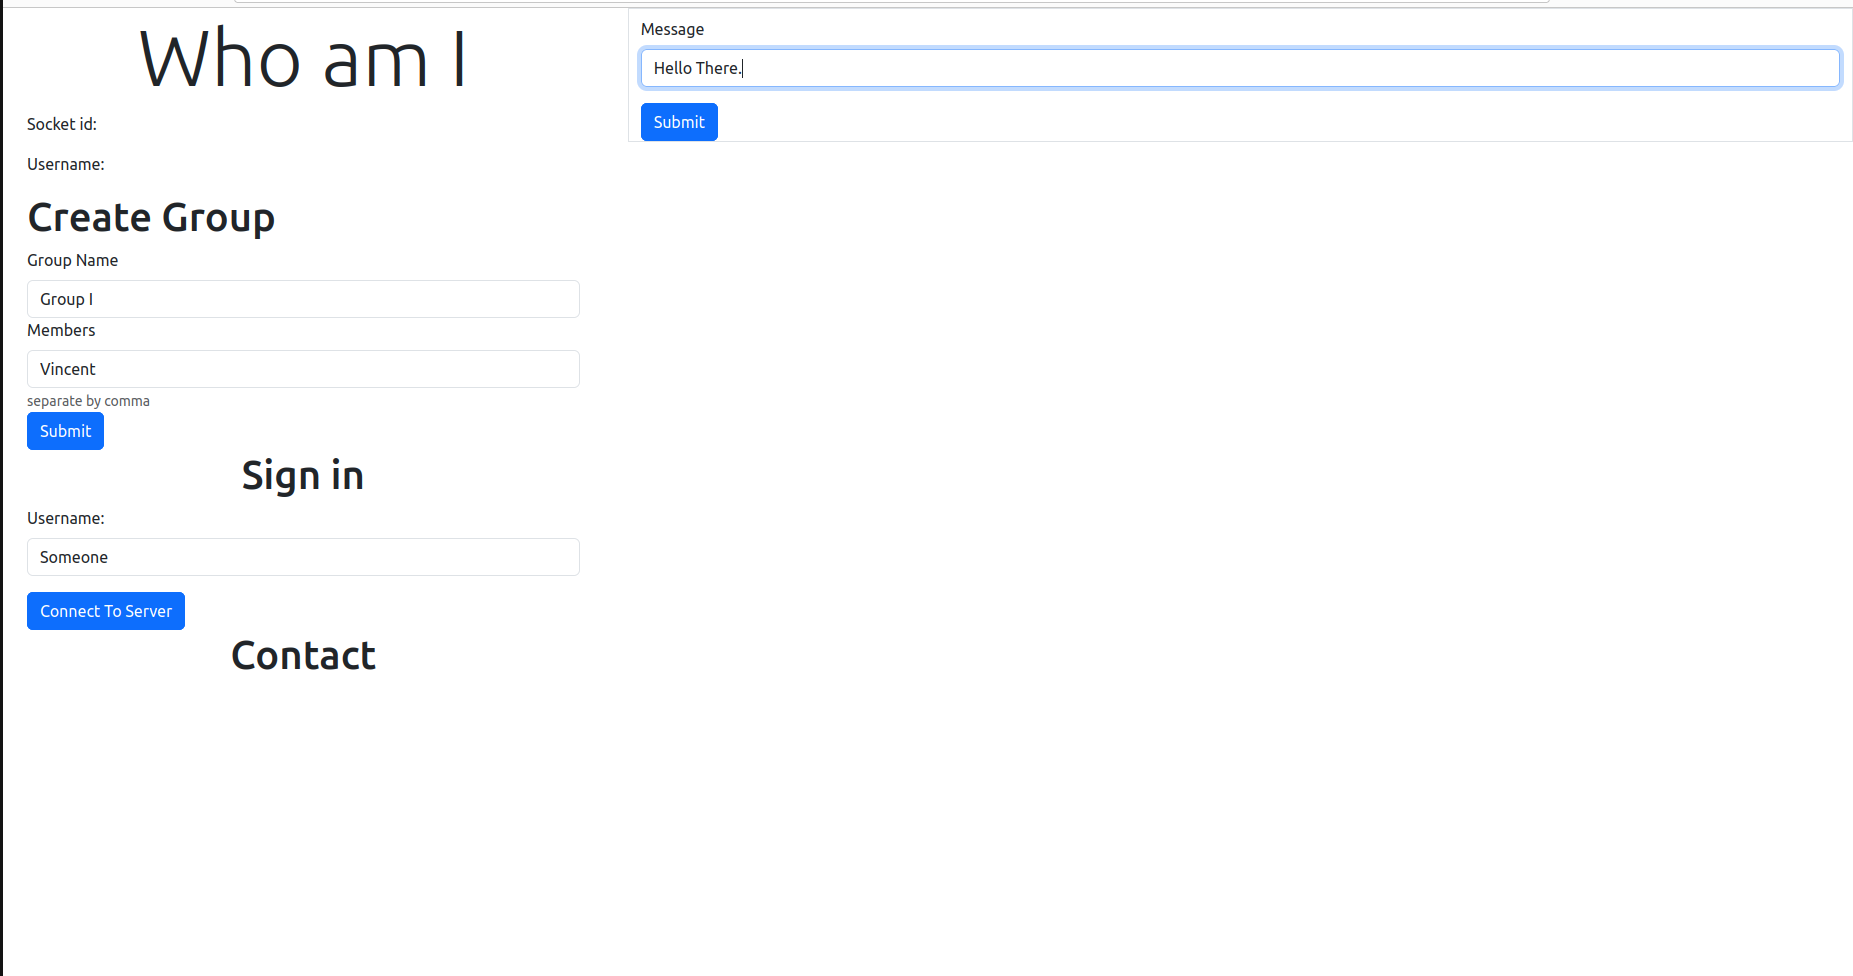 Who am I
Socket id:
Username:
Create Group
Group Name
Group I
Members
Vincent
separate by comma
Submit
Sign in
Username:
Someone
Connect To Server
Contact
Message
Hello There.
Submit